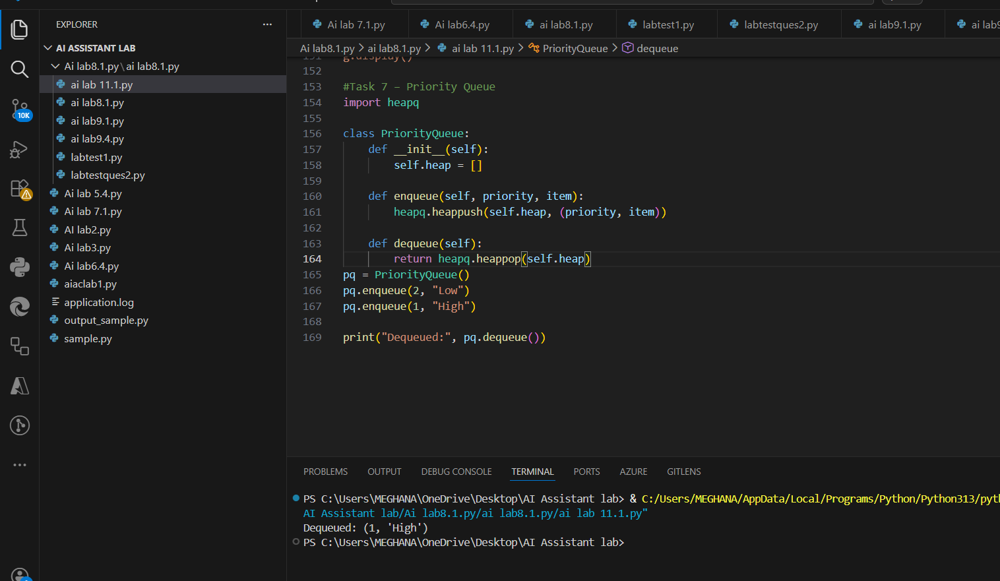 EXPLORER
AI ASSISTANT LAB
Ai lab8.1.py\ai lab8.1.py
ai lab 11.1.py
ai lab8.1.py
ai lab9.1.py
ai lab9.4.py
labtest1.py
labtestques2.py
Ai lab 5.4.py
Ai lab 7.1.py
AI lab2.py
Ai lab3.py
Ai lab6.4.py
aiaclab1.py
application.log
output_sample.py
sample.py
10K
Ai lab 7.1.py Ai lab6.4.py ai lab8.1.py labtest1.py labtestques2.py ai lab9.1.py ai lab9
Ai lab8.1.py > ai lab8.1.py > ai lab 11.1.py > PriorityQueue > dequeue
151 g.display()
152
153 #Task 7 – Priority Queue
154 import heapq
155
156 class PriorityQueue:
157     def __init__(self):
158         self.heap = []
159
160     def enqueue(self, priority, item):
161         heapq.heappush(self.heap, (priority, item))
162
163     def dequeue(self):
164         return heapq.heappop(self.heap)
165 pq = PriorityQueue()
166 pq.enqueue(2, "Low")
167 pq.enqueue(1, "High")
168
169 print("Dequeued:", pq.dequeue())
PROBLEMS OUTPUT DEBUG CONSOLE TERMINAL PORTS AZURE GITLENS
PS C:\Users\MEGHANA\OneDrive\Desktop\AI Assistant lab> & C:/Users/MEGHANA/AppData/Local/Programs/Python/Python313/pyth
AI Assistant lab/Ai lab8.1.py/ai lab8.1.py/ai lab 11.1.py"
Dequeued: (1, 'High')
PS C:\Users\MEGHANA\OneDrive\Desktop\AI Assistant lab>